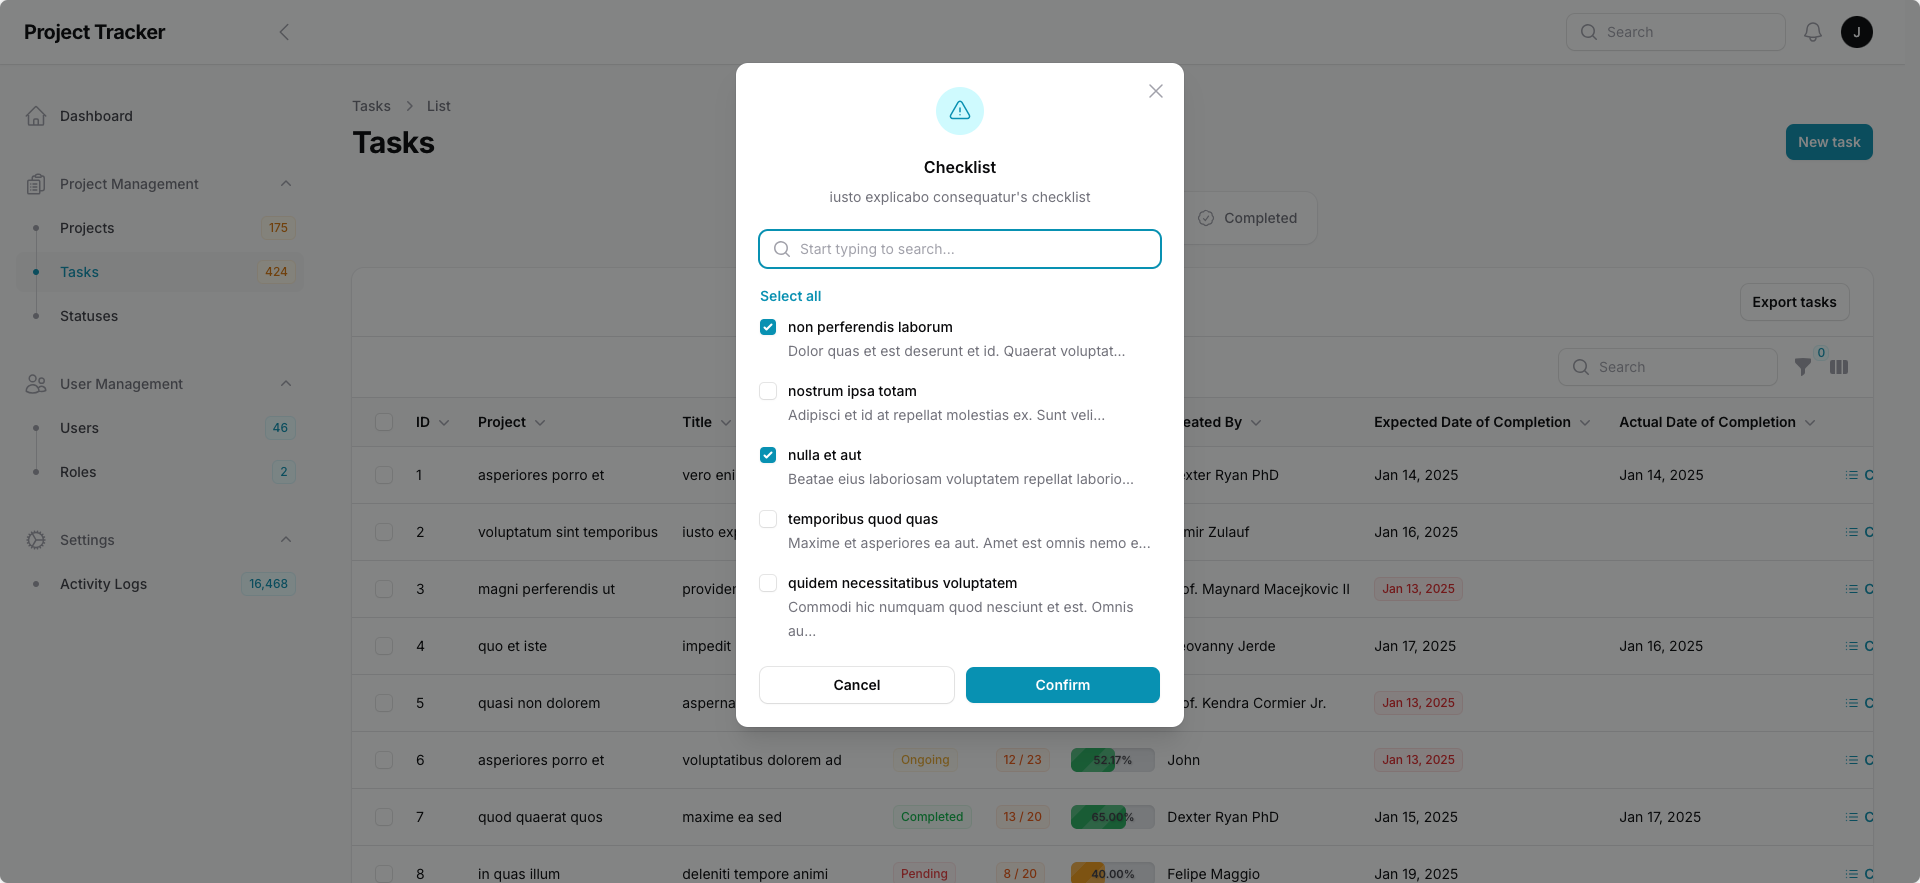 Project Tracker
Search
J
Dashboard
Project Management
Projects 175
Tasks 424
Statuses
User Management
Users 46
Roles 2
Settings
Activity Logs 16,468
Tasks > List
Tasks
New task
Completed
Export tasks
Search
0
ID Project Title eated By Expected Date of Completion Actual Date of Completion
1 asperiores porro et vero eni xter Ryan PhD Jan 14, 2025 Jan 14, 2025 C
2 voluptatum sint temporibus iusto exp mir Zulauf Jan 16, 2025 C
3 magni perferendis ut provider of. Maynard Macejkovic II Jan 13, 2025 C
4 quo et iste impedit ovanny Jerde Jan 17, 2025 Jan 16, 2025 C
5 quasi non dolorem asperna of. Kendra Cormier Jr. Jan 13, 2025 C
6 asperiores porro et voluptatibus dolorem ad Ongoing 12 / 23 52.17% John Jan 13, 2025 C
7 quod quaerat quos maxime ea sed Completed 13 / 20 65.00% Dexter Ryan PhD Jan 15, 2025 Jan 17, 2025 C
8 in quas illum deleniti tempore animi Pending 8 / 20 40.00% Felipe Maggio Jan 19, 2025 C
Checklist
iusto explicabo consequatur's checklist
Start typing to search...
Select all
non perferendis laborum
Dolor quas et est deserunt et id. Quaerat voluptat...
nostrum ipsa totam
Adipisci et id at repellat molestias ex. Sunt veli...
nulla et aut
Beatae eius laboriosam voluptatem repellat laborio...
temporibus quod quas
Maxime et asperiores ea aut. Amet est omnis nemo e...
quidem necessitatibus voluptatem
Commodi hic numquam quod nesciunt et est. Omnis
au...
Cancel
Confirm